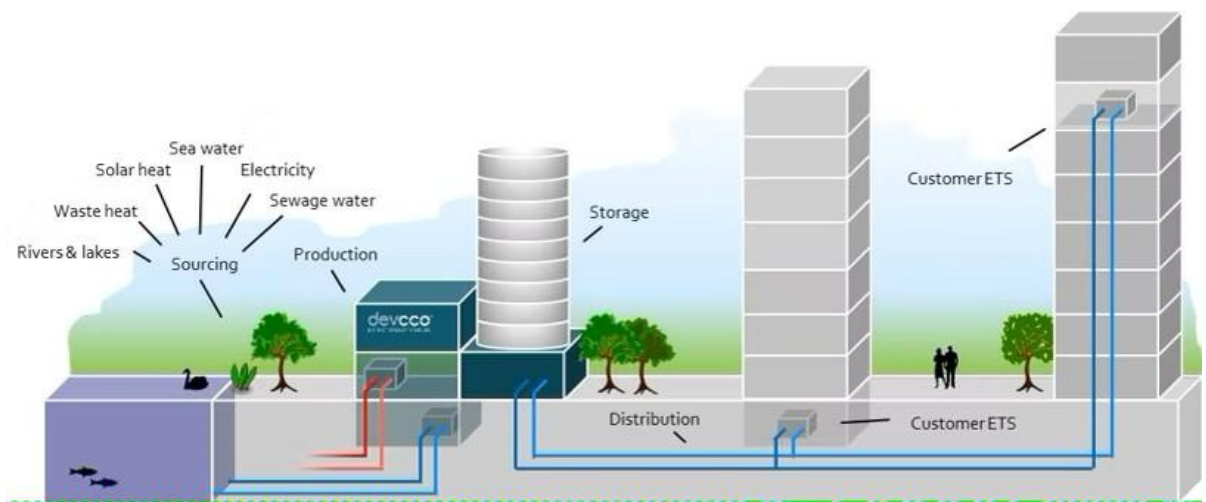 Sea water
Solar heat
Electricity
Waste heat
Sewage water
Rivers & lakes
Sourcing
Production
Storage
Customer ETS
devcco
Distribution
Customer ETS